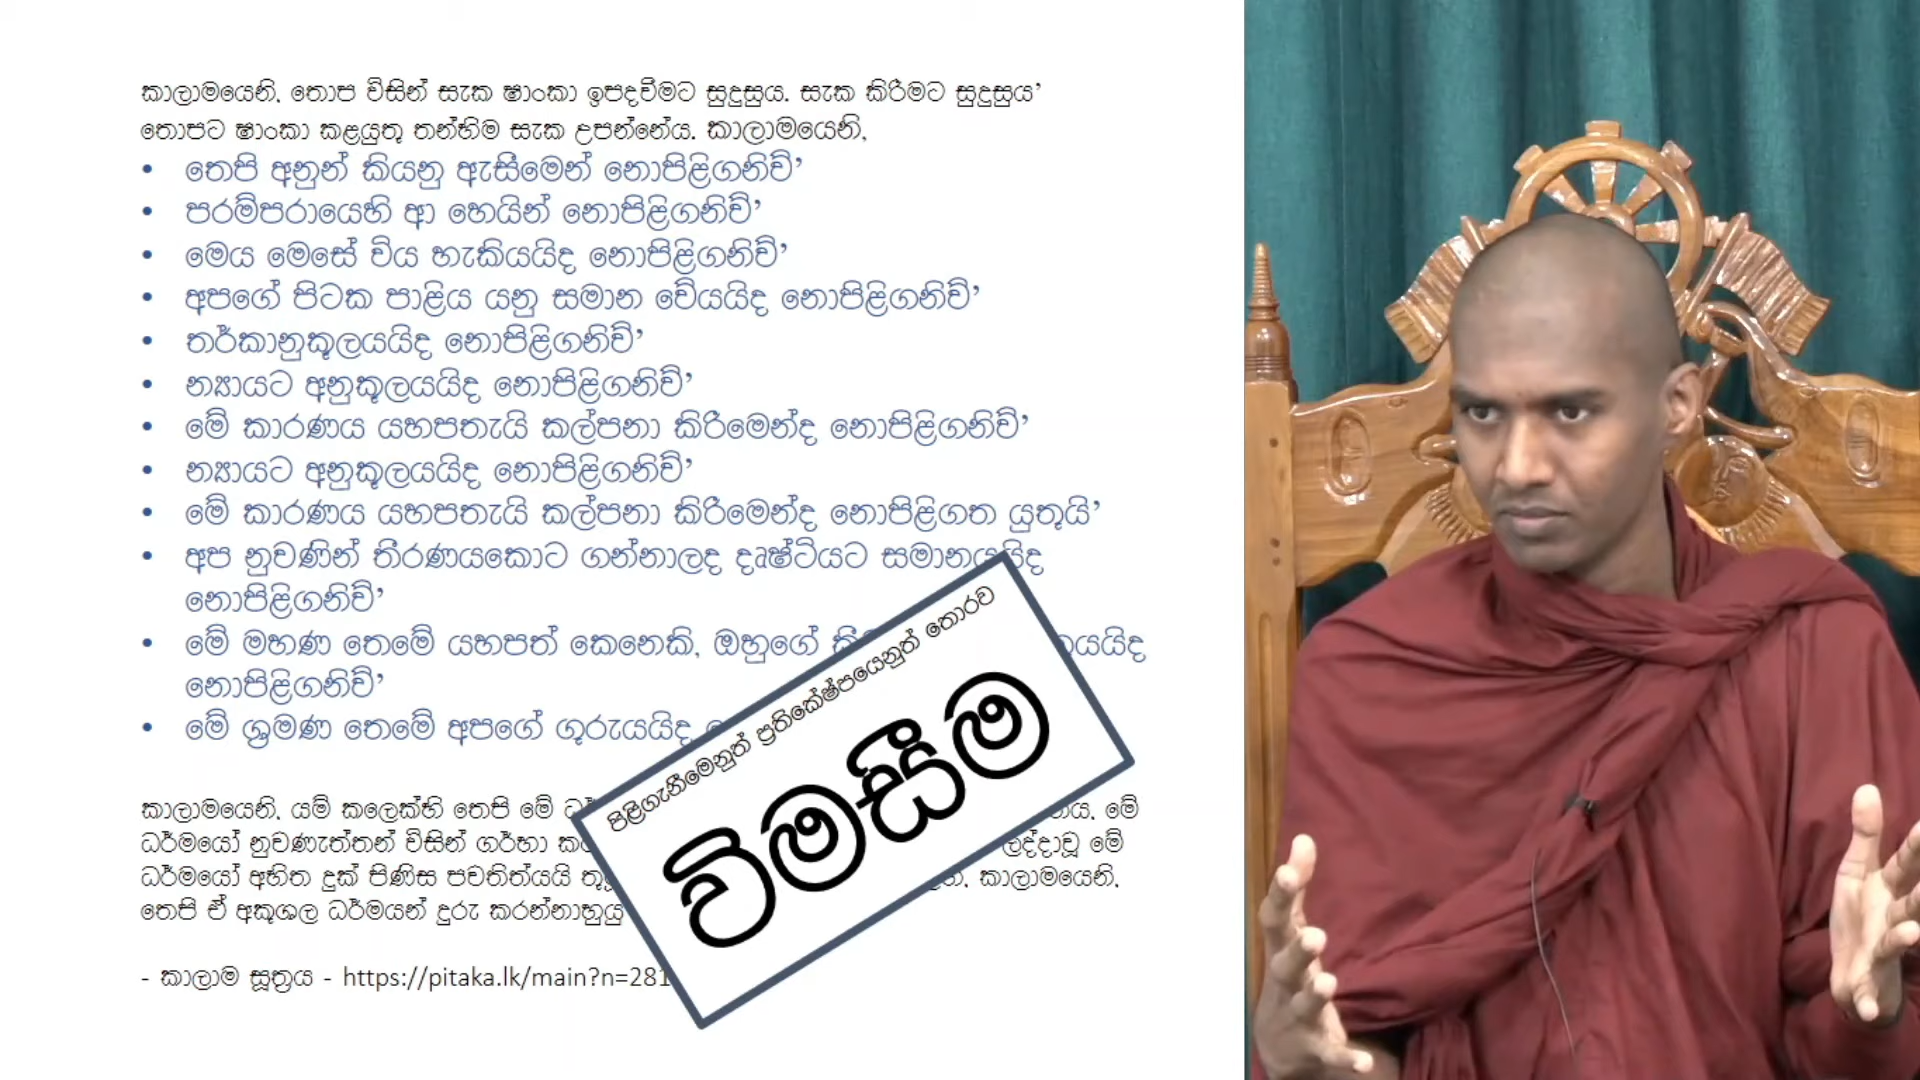 කාලාමයෙනි, තොප විසින් සැක ෂාංකා ඉපදවීමට සුදුසුය. සැක කිරීමට සුදුසුය’
තොපට ෂාංකා කළයුතූ තන්හිම සැක උපන්නේය. කාලාමයෙනි,
• තෙපි අනුන් කියනු ඇසීමෙන් නොපිළිගනිව්’
• පරම්පරායෙහි ආ හෙයින් නොපිළිගනිව්’
• මෙය මෙසේ විය හැකියයිද නොපිළිගනිව්’
• අපගේ පිටක පාළිය යනු සමාන වේයයිද නොපිළිගනිව්’
• තර්කානුකූලයයිද නොපිළිගනිව්’
• න්‍යායට අනුකූලයයිද නොපිළිගනිව්’
• මේ කාරණය යහපතැයි කල්පනා කිරීමෙන්ද නොපිළිගනිව්’
• න්‍යායට අනුකූලයයිද නොපිළිගනිව්’
• මේ කාරණය යහපතැයි කල්පනා කිරීමෙන්ද නොපිළිගත යුතුයි’
• අප නුවණින් තීරණයකොට ගන්නාලද දෘෂ්ටියට සමානයයිද
නොපිළිගනිව්’
• මේ මහණ තෙමේ යහපත් කෙනෙකි, ඔහුගේ
නොපිළිගනිව්’
• මේ ශ්‍රමණ තෙමේ අපගේ ගුරුයයිද
පිළිගැනීමෙනුත් ප්‍රතික්ෂේපයෙනුත් තොරව
විමසීම
කාලාමයෙනි, යම් කලෙක්හි තෙපි මේ මේ
ධර්මයෝ නුවණැත්තන් විසින් ගර්හා ලද්දාවූ මේ
ධර්මයෝ අහිත දුක් පිණිස පවතිත්යයි කාලාමයෙනි,
තෙපි ඒ අකුශල ධර්මයන් දුරු කරන්නාහුයු
- කාලාම සූත්‍රය - https://pitaka.lk/main?n=281